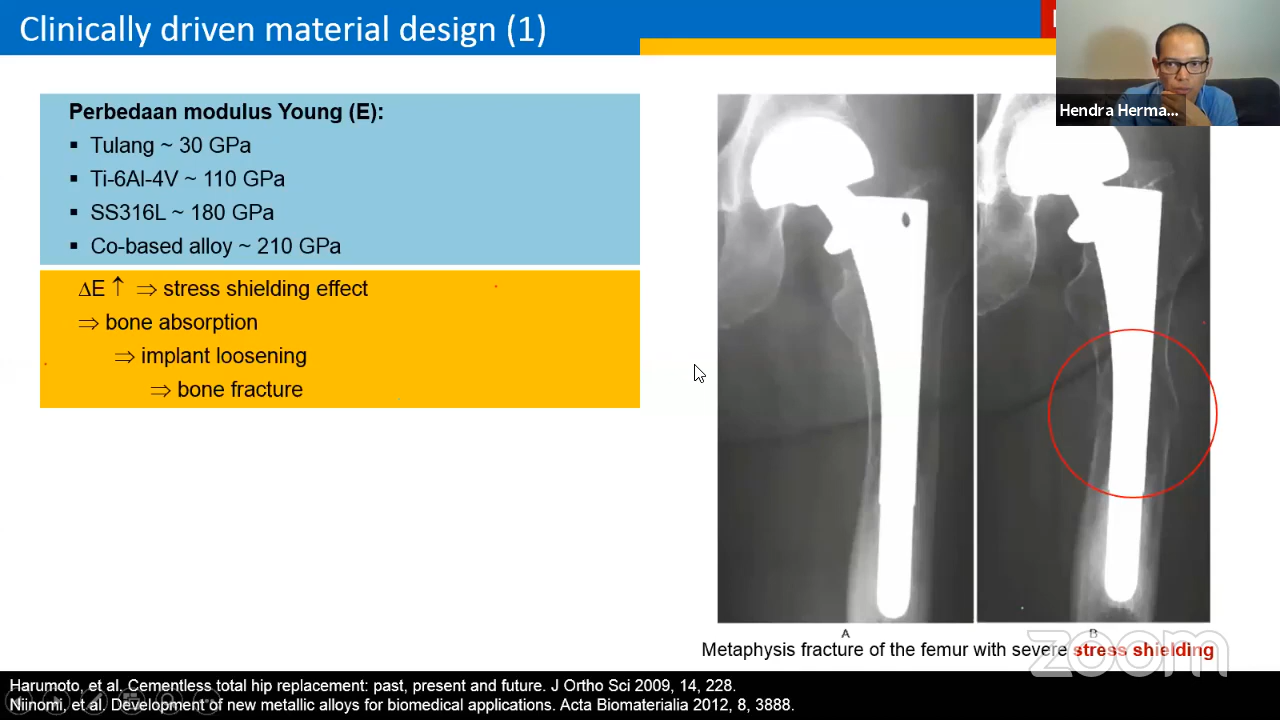 Clinically driven material design (1)
Hendra Herma...
Perbedaan modulus Young (E):
▪ Tulang ~ 30 GPa
▪ Ti-6Al-4V ~ 110 GPa
▪ SS316L ~ 180 GPa
▪ Co-based alloy ~ 210 GPa
ΔE ↑ ⇒ stress shielding effect
⇒ bone absorption
⇒ implant loosening
⇒ bone fracture
A
B
Metaphysis fracture of the femur with severe stress shielding
zoom
Harumoto, et al. Cementless total hip replacement: past, present and future. J Ortho Sci 2009, 14, 228.
Niinomi, et al. Development of new metallic alloys for biomedical applications. Acta Biomaterialia 2012, 8, 3888.